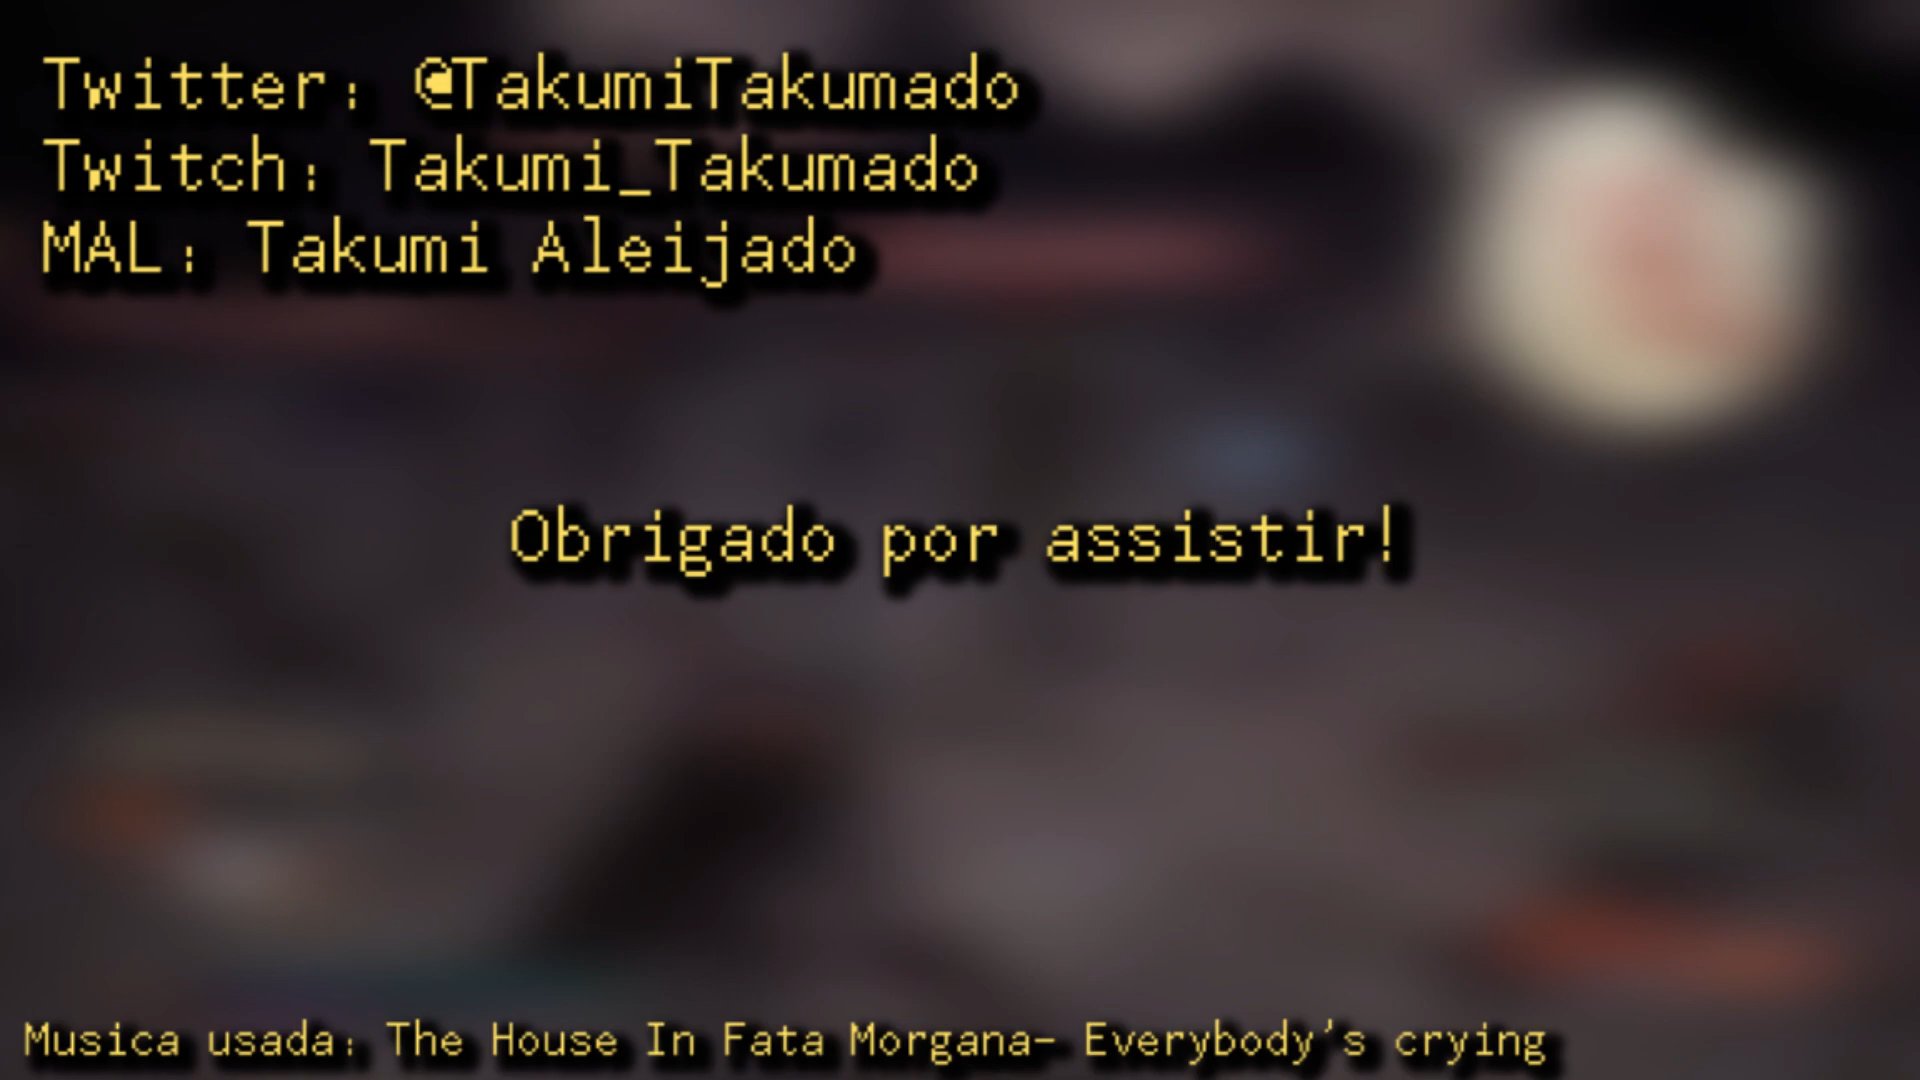 Twitter: @TakumiTakumado
Twitch: Takumi_Takumado
MAL: Takumi Aleijado
Obrigado por assistir!
Musica usada: The House In Fata Morgana- Everybody's crying